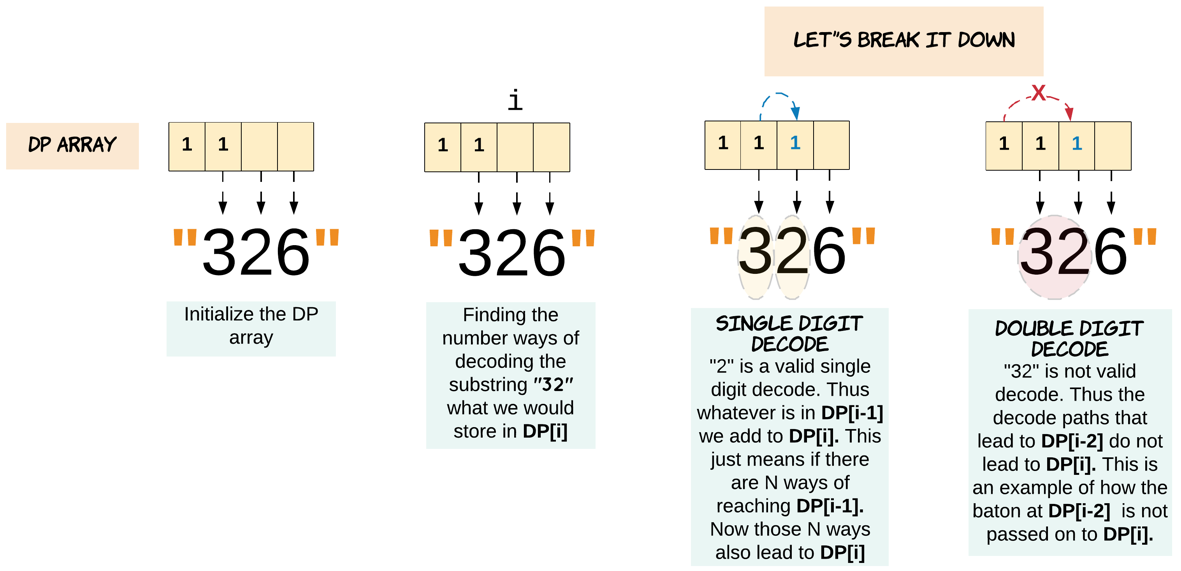 LET"S BREAK IT DOWN
DP ARRAY
1 1
"326"
Initialize the DP
array
i
1 1
"326"
Finding the
number ways of
decoding the
substring "32"
what we would
store in DP[i]
1 1 1
"326"
SINGLE DIGIT
DECODE
"2" is a valid single
digit decode. Thus
whatever is in DP[i-1]
we add to DP[i]. This
just means if there
are N ways of
reaching DP[i-1].
Now those N ways
also lead to DP[i]
X
1 1 1
"326"
DOUBLE DIGIT
DECODE
"32" is not valid
decode. Thus the
decode paths that
lead to DP[i-2] do not
lead to DP[i]. This is
an example of how the
baton at DP[i-2] is not
passed on to DP[i].